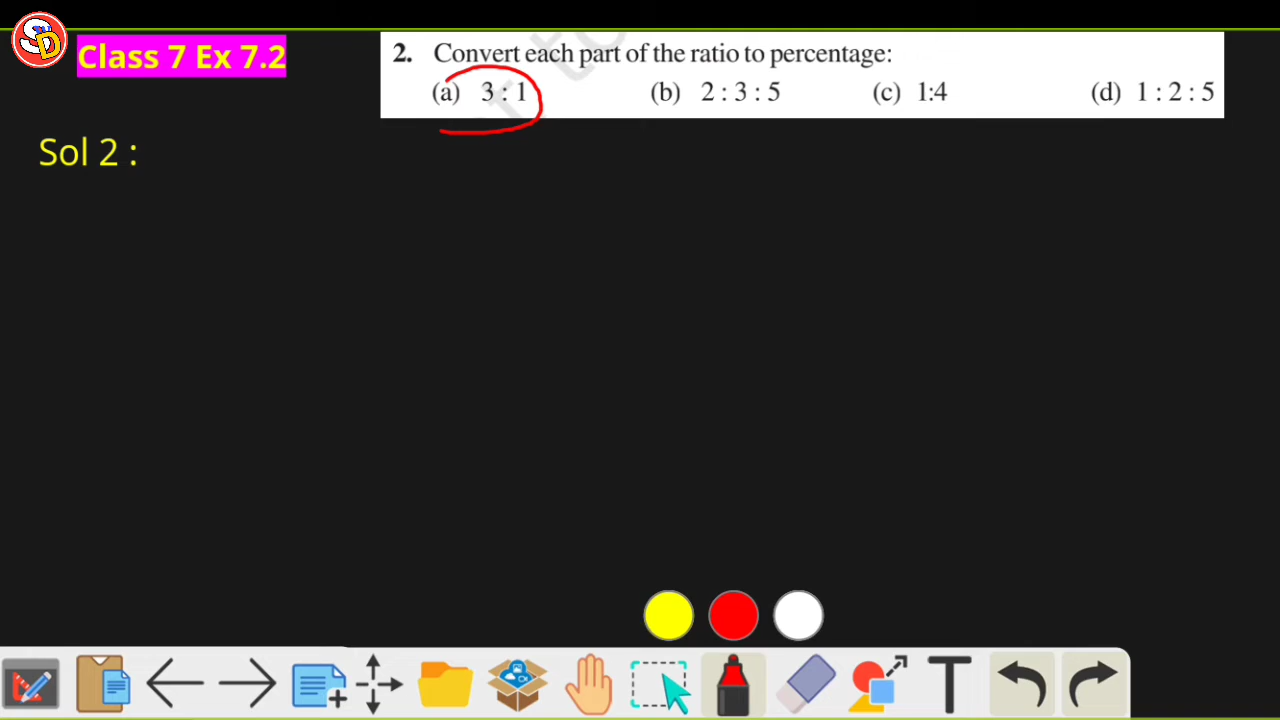 SD
Class 7 Ex 7.2
2. Convert each part of the ratio to percentage:
(a) 3 : 1 (b) 2 : 3 : 5 (c) 1:4 (d) 1 : 2 : 5
Sol 2 :
T